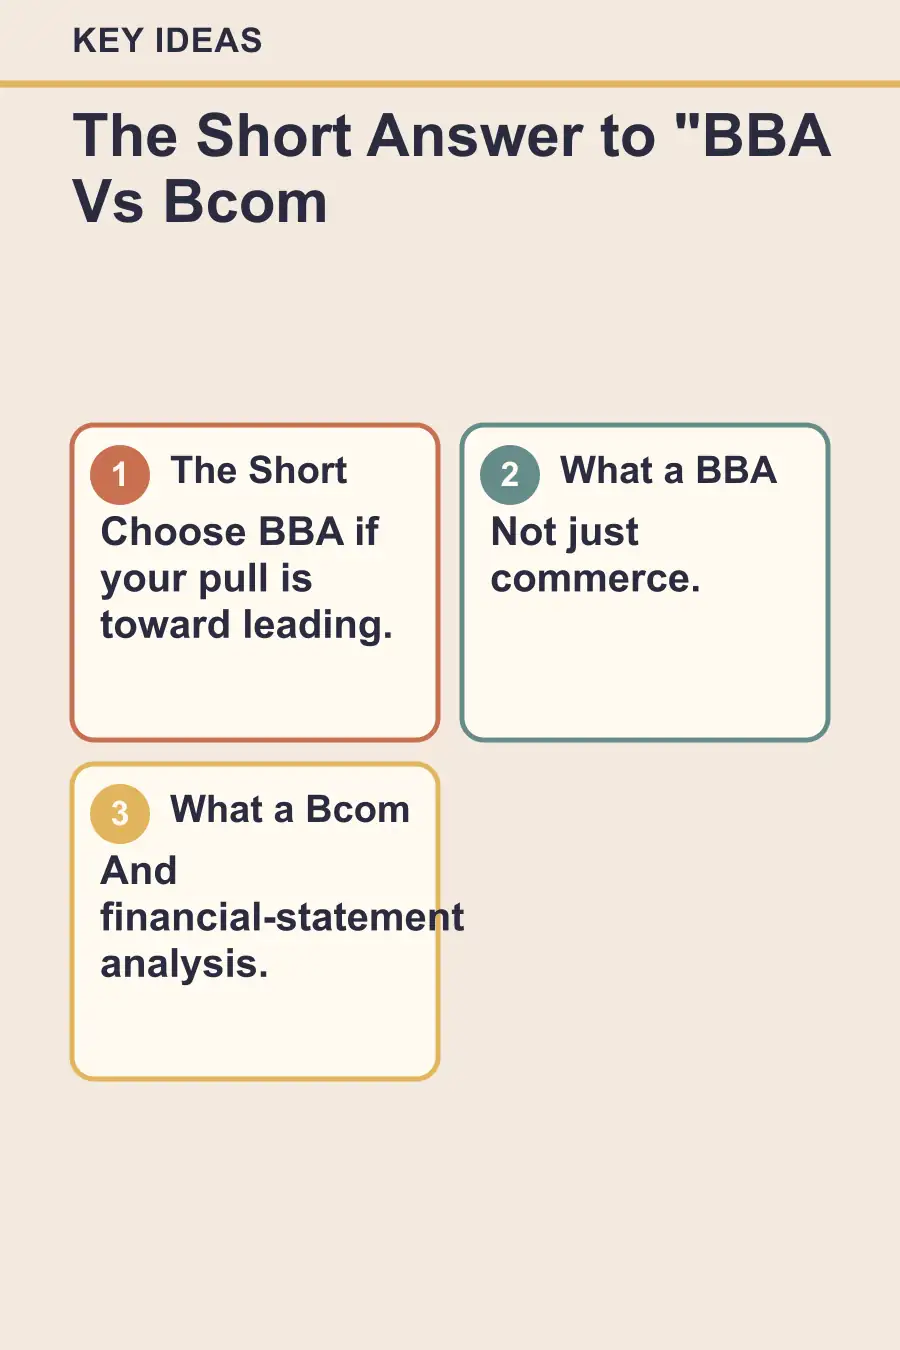 KEY IDEAS
The Short Answer to "BBA
Vs Bcom
1 The Short
Choose BBA if
your pull is
toward leading.
2 What a BBA
Not just
commerce.
3 What a Bcom
And
financial-statement
analysis.